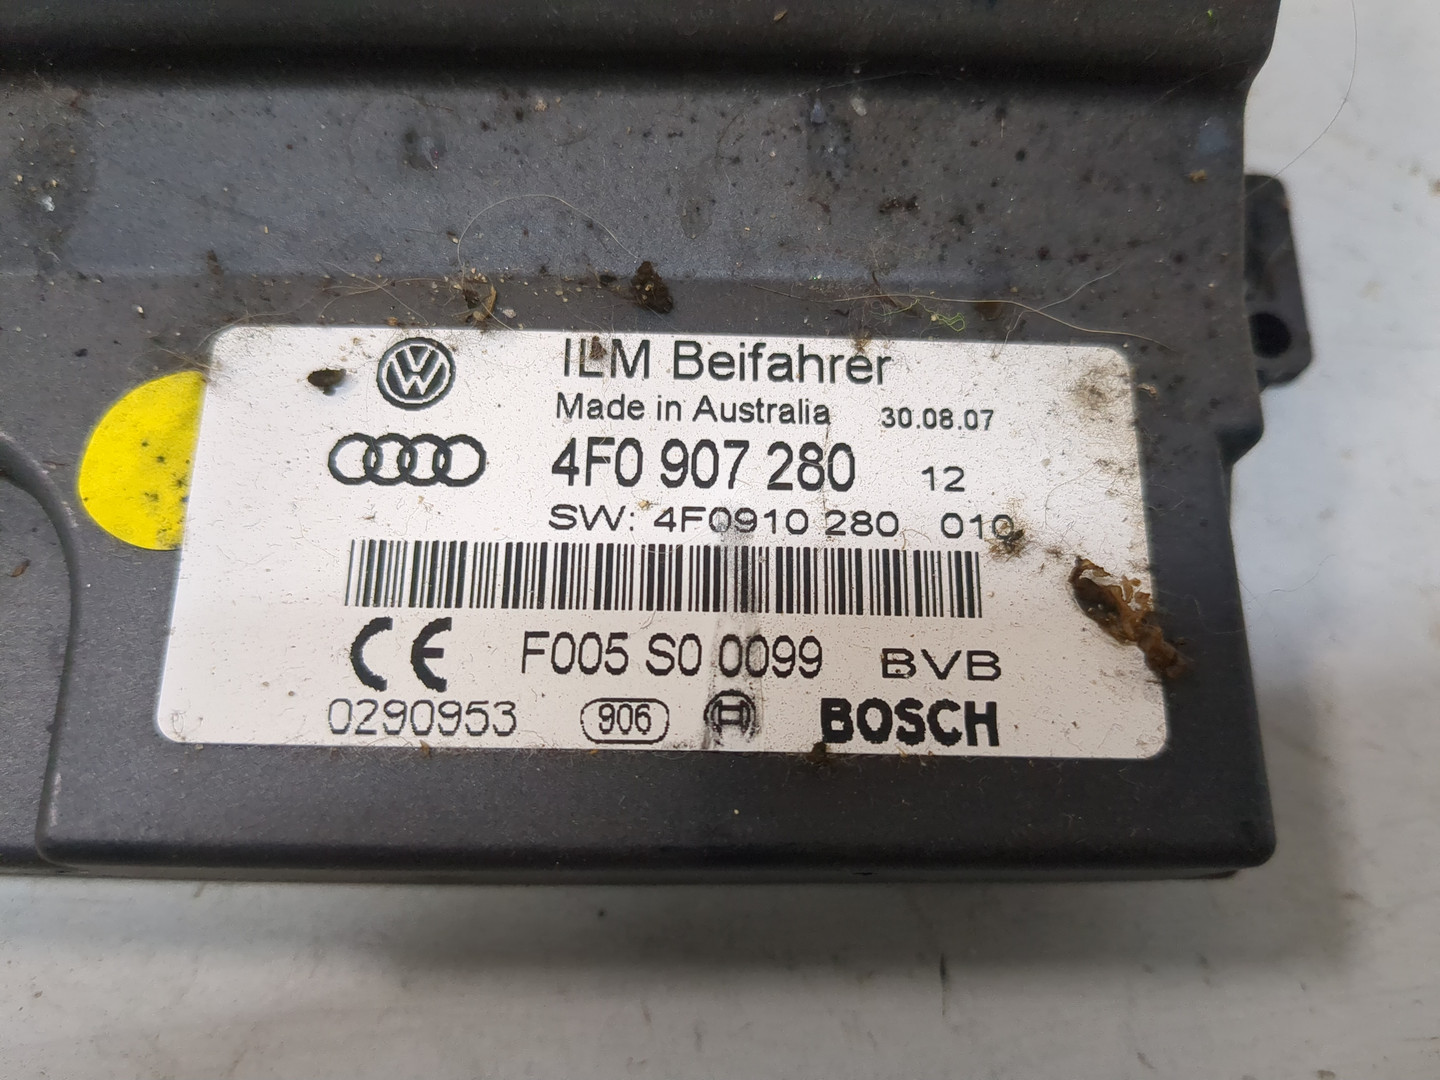 ILM Beifahrer
Made in Australia 30.08.07
4F0 907 280 12
SW: 4F0910 280 010
CE F005 S0 0099 BVB
0290953 906 BOSCH